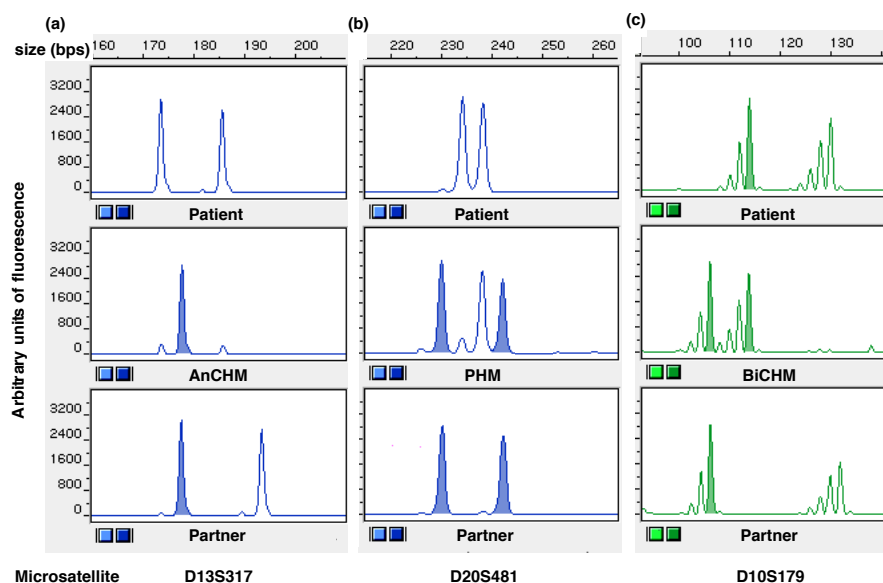 (a) (b) (c)
size (bps) 160 170 180 190 200 220 230 240 250 260 100 110 120 130
3200
2400
1600
800
0
Patient Patient Patient
3200
2400
1600
800
0
AnCHM PHM BiCHM
3200
2400
1600
800
0
Partner Partner Partner
Arbitrary units of fluorescence
Microsatellite D13S317 D20S481 D10S179